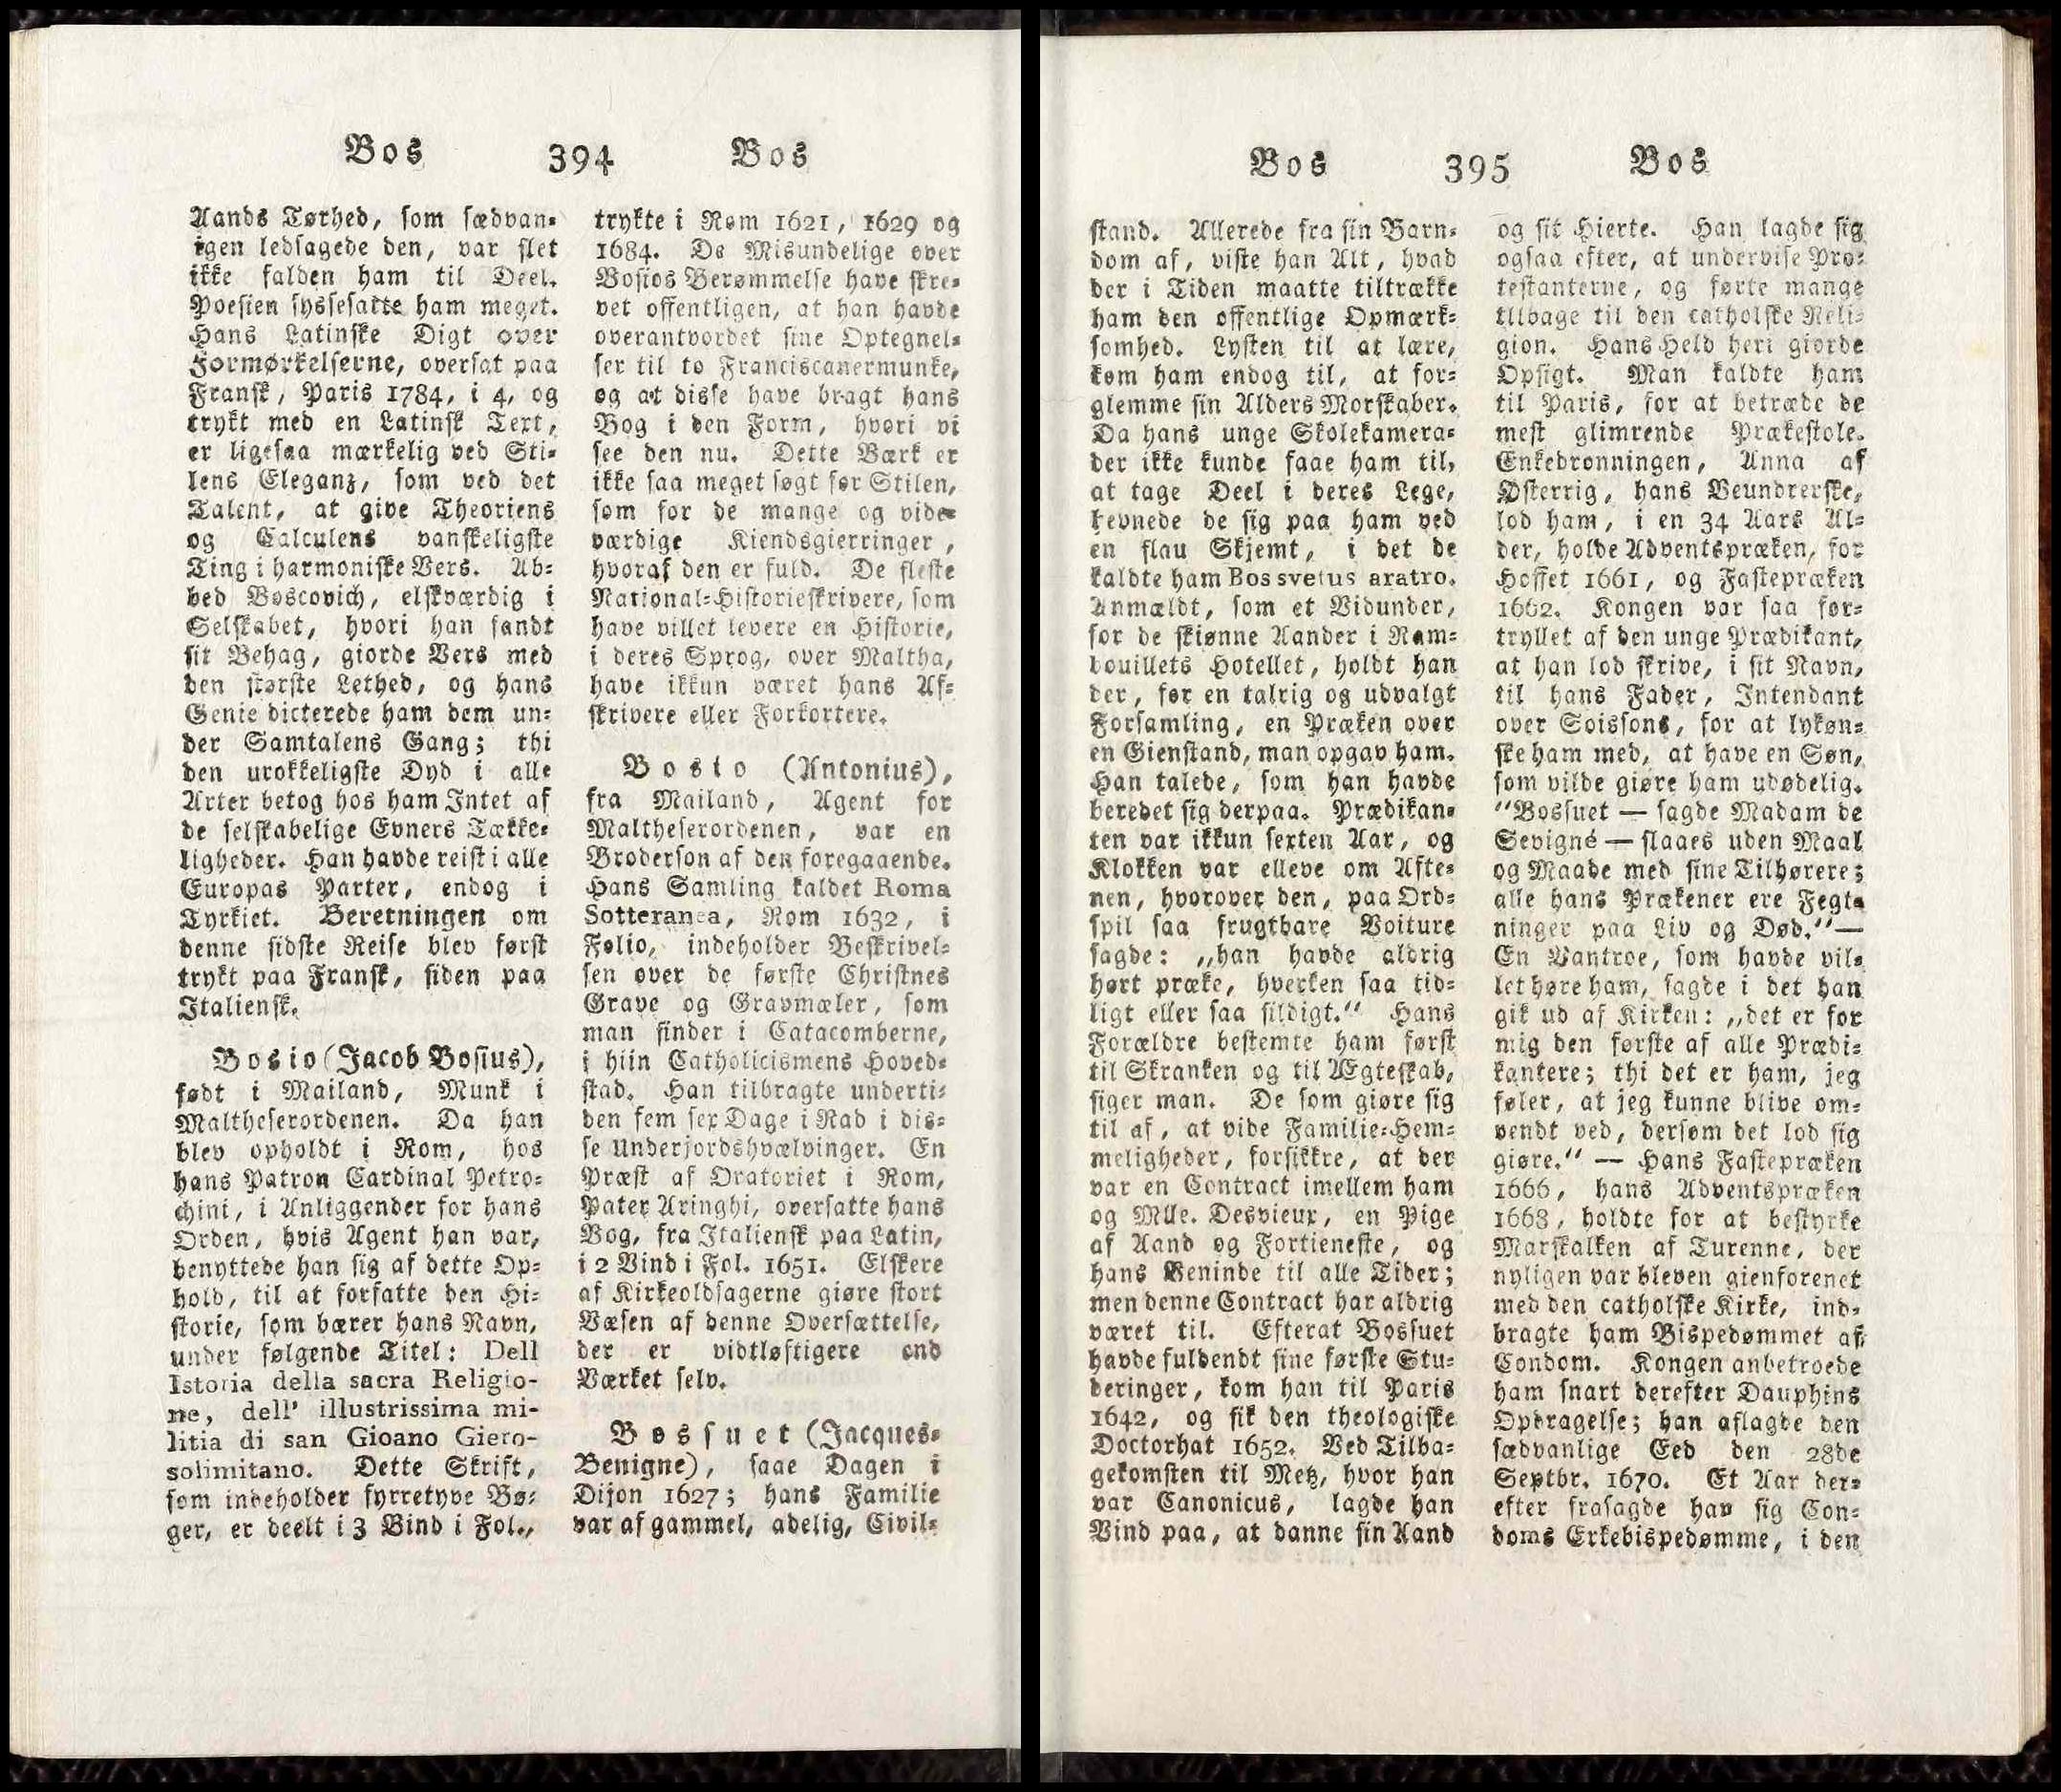 Bos 394 Bos
Aands Tørhed, som sædvan-
igen ledsagede den, var slet
ikke falden ham til Deel.
Poesien syssesatte ham meget.
Hans Latinske Digt over
Formørkelserne, oversat paa
Fransk, Paris 1784, i 4, og
trykt med en Latinsk Text,
er ligesaa mærkelig ved Sti-
lens Eleganz, som ved det
Talent, at give Theoriens
og Calculens vanskeligste
Ting i harmoniske Vers. Ab-
bed Boscovich, elskværdig i
Selskabet, hvori han fandt
sit Behag, giorde Vers med
den største Lethed, og hans
Genie dicterede ham dem un-
der Samtalens Gang; thi
den urokkeligste Dyd i alle
Arter betog hos ham Intet af
de selskabelige Evners Tække-
ligheder. Han havde reist i alle
Europas Parter, endog i
Tyrkiet. Beretningen om
denne sidste Reise blev først
trykt paa Fransk, siden paa
Italiensk.
Bosio (Jacob Bosius),
født i Mailand, Munk i
Maltheserordenen. Da han
blev opholdt i Rom, hos
hans Patron Cardinal Petro-
chini, i Anliggender for hans
Orden, hvis Agent han var,
benyttede han sig af dette Op-
hold, til at forfatte den Hi-
storie, som bærer hans Navn,
under følgende Titel: Dell
Istoria della sacra Religio-
ne, dell' illustrissima mi-
litia di san Gioano Giero-
solimitano. Dette Skrift,
som indeholder fyrretyve Bø-
ger, er deelt i 3 Bind i Fol.,
trykte i Rom 1621, 1629 og
1684. De Misundelige over
Bosios Berømmelse have skre-
vet offentligen, at han havde
overantvordet sine Optegnel-
ser til to Franciscanermunke,
og at disse have bragt hans
Bog i den Form, hvori vi
see den nu. Dette Værk er
ikke saa meget søgt for Stilen,
som for de mange og vide-
værdige Kiendsgierringer,
hvoraf den er fuld. De fleste
National-Historieskrivere, som
have villet levere en Historie,
i deres Sprog, over Maltha,
have ikkun været hans Af-
skrivere eller Forkortere.
Bosio (Antonius),
fra Mailand, Agent for
Maltheserordenen, var en
Broderson af den foregaaende.
Hans Samling kaldet Roma
Sotteranea, Rom 1632, i
Folio, indeholder Beskrivel-
sen over de første Christnes
Grave og Gravmæler, som
man finder i Catacomberne,
i hiin Catholicismens Hoved-
stad. Han tilbragte underti-
den fem sex Dage i Rad i dis-
se Underjordshvælvinger. En
Præst af Oratoriet i Rom,
Pater Aringhi, oversatte hans
Bog, fra Italiensk paa Latin,
i 2 Bind i Fol. 1651. Elskere
af Kirkeoldsagerne giøre stort
Væsen af denne Oversættelse,
der er vidtløftigere end
Værket selv.
Bossuet (Jacques-
Benigne), saae Dagen i
Dijon 1627; hans Familie
var af gammel, adelig, Civil-
Bos 395 Bos
stand. Allerede fra sin Barn-
dom af, viste han Alt, hvad
der i Tiden maatte tiltrække
ham den offentlige Opmærk-
somhed. Lysten til at lære,
kom ham endog til, at for-
glemme sin Alders Morskaber.
Da hans unge Skolekamera-
der ikke kunde faae ham til,
at tage Deel i deres Lege,
hevnede de sig paa ham ved
en flau Skjemt, i det de
kaldte ham Bos svetus aratro.
Anmældt, som et Vidunder,
for de skiønne Aander i Ram-
bouillets Hotellet, holdt han
der, for en talrig og udvalgt
Forsamling, en Præken over
en Gienstand, man opgav ham.
Han talede, som han havde
beredet sig derpaa. Prædikan-
ten var ikkun sexten Aar, og
Klokken var elleve om Afte-
nen, hvorover den, paa Ord-
spil saa frugtbare Voiture
sagde: „han havde aldrig
hørt præke, hverken saa tid-
ligt eller saa sildigt.“ Hans
Forældre bestemte ham først
til Skranken og til Ægteskab,
siger man. De som giøre sig
til af, at vide Familie-Hem-
meligheder, forsikkre, at der
var en Contract imellem ham
og Mlle. Desvieux, en Pige
af Aand og Fortieneste, og
hans Veninde til alle Tider;
men denne Contract har aldrig
været til. Efterat Bossuet
havde fuldendt sine første Stu-
deringer, kom han til Paris
1642, og fik den theologiske
Doctorhat 1652. Ved Tilba-
gekomsten til Metz, hvor han
var Canonicus, lagde han
Vind paa, at danne sin Aand
og sit Hierte. Han lagde sig
ogsaa efter, at undervise Pro-
testanterne, og førte mange
tilbage til den catholske Reli-
gion. Hans Held heri giorde
Opsigt. Man kaldte ham
til Paris, for at betræde de
mest glimrende Prækestole.
Enkedronningen, Anna af
Østerrig, hans Beundrerske,
lod ham, i en 34 Aars Al-
der, holde Adventspræken, for
Hoffet 1661, og Fastepræken
1662. Kongen var saa for-
tryllet af den unge Prædikant,
at han lod skrive, i sit Navn,
til hans Fader, Intendant
over Soissons, for at lykøn-
ske ham med, at have en Søn,
som vilde giøre ham udødelig.
“Bossuet — sagde Madam de
Sevigné — slaaes uden Maal
og Maade med sine Tilhørere;
alle hans Prækener ere Fegt-
ninger paa Liv og Død.“ —
En Vantroe, som havde vil-
let høre ham, sagde i det han
gik ud af Kirken: „det er for
mig den første af alle Prædi-
kantere; thi det er ham, jeg
føler, at jeg kunne blive om-
vendt ved, dersom det lod sig
giøre.“ — Hans Fastepræken
1666, hans Adventspræken
1668, holdte for at bestyrke
Marskalken af Turenne, der
nyligen var bleven gienforenet
med den catholske Kirke, ind-
bragte ham Bispedømmet af
Condom. Kongen anbetroede
ham snart derefter Dauphins
Opdragelse; han aflagde den
sædvanlige Eed den 28de
Septbr. 1670. Et Aar der-
efter frasagde hav sig Con-
doms Erkebispedømme, i den